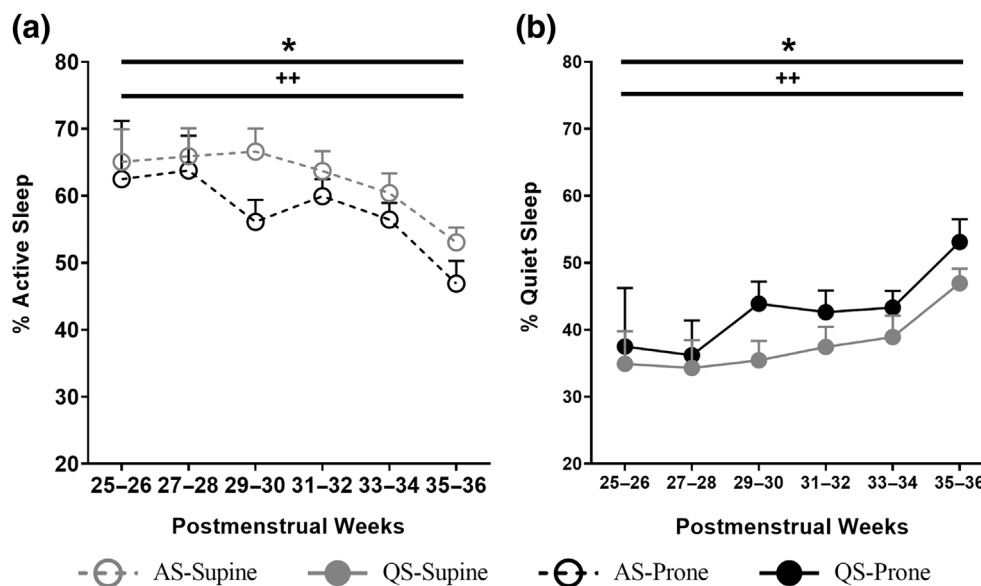 (a)
*
++
80
70
60
50
40
30
20
% Active Sleep
25–26 27–28 29–30 31–32 33–34 35–36
Postmenstrual Weeks
(b)
*
++
80
70
60
50
40
30
20
% Quiet Sleep
25–26 27–28 29–30 31–32 33–34 35–36
Postmenstrual Weeks
AS-Supine QS-Supine AS-Prone QS-Prone